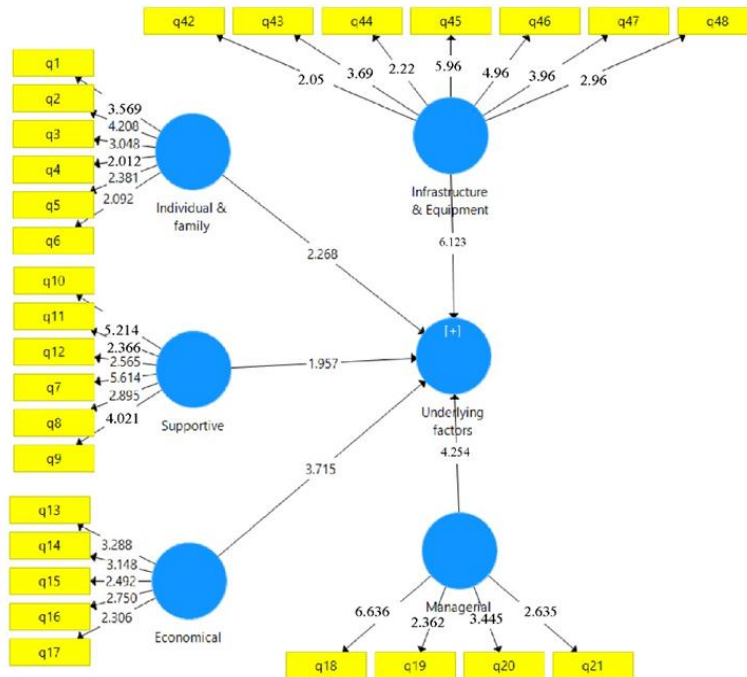 q42
q43
q44
q45
q46
q47
q48
2.05
3.69
2.22
5.96
4.96
3.96
2.96
Infrastructure
& Equipment
6.123
q1
q2
q3
q4
q5
q6
3.569
4.208
3.048
2.012
2.381
2.092
Individual &
family
2.268
q10
q11
q12
q7
q8
q9
5.214
2.366
2.565
5.614
2.895
4.021
Supportive
1.957
[+]
Underlying
factors
4.254
3.715
q13
q14
q15
q16
q17
3.288
3.148
2.492
2.750
2.306
Economical
Managerial
6.636
2.362
3.445
2.635
q18
q19
q20
q21